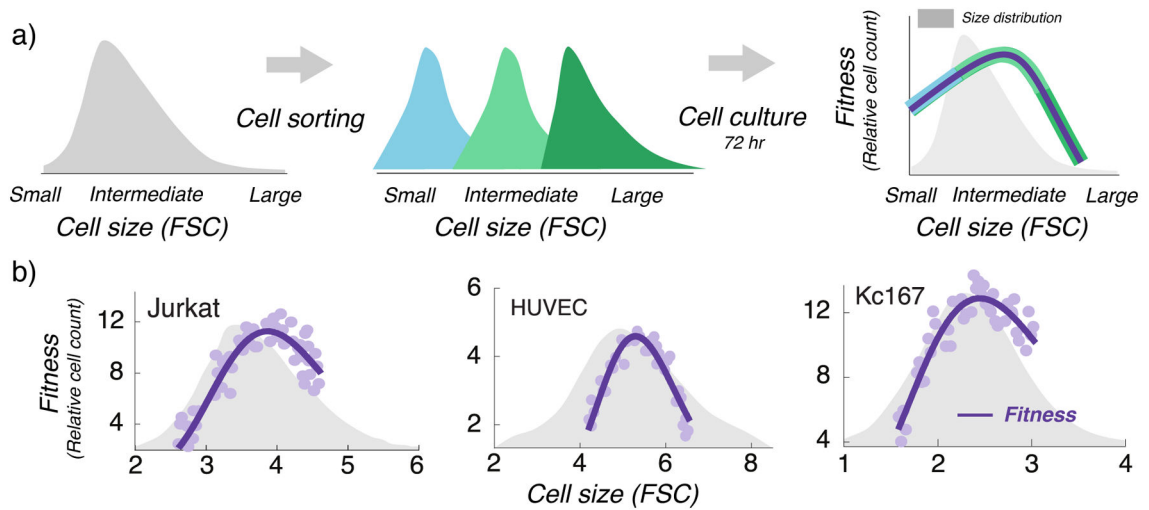 a)
Cell sorting
Cell culture
72 hr
Size distribution
Fitness
(Relative cell count)
Small Intermediate Large
Cell size (FSC)
Small Intermediate Large
Cell size (FSC)
Small Intermediate Large
Cell size (FSC)
b)
Fitness
(Relative cell count)
Jurkat
12
8
4
2 3 4 5 6
HUVEC
6
4
2
2 4 6 8
Kc167
12
8
4
Fitness
1 2 3 4
Cell size (FSC)